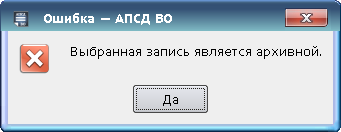 Ошибка — АПСД ВО
Выбранная запись является архивной.
Да